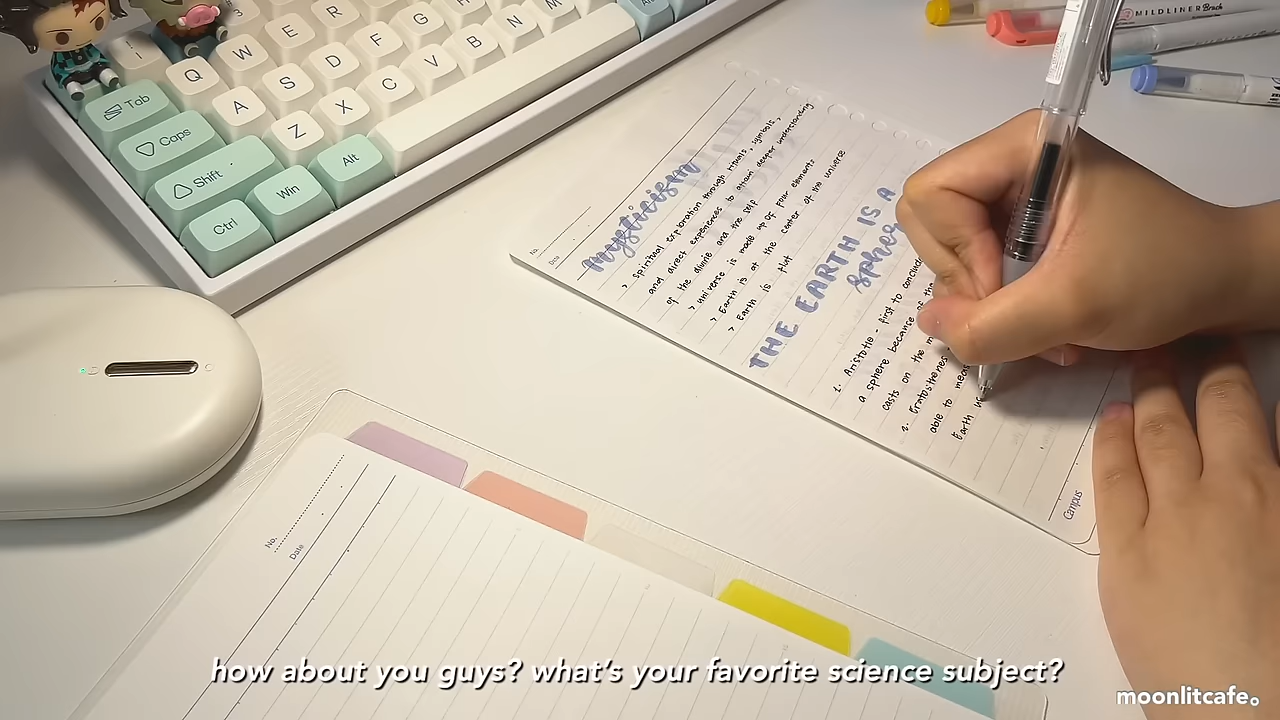 Tab
Caps
Shift
Ctrl
Win
Alt
Alt
Q W E R
A S D F G H
Z X C V B N M
MILDLINER Brush
No.
Date
mysticism
> Spiritual exploration through rituals, symbols,
and direct experiences to attain deeper understanding
of the divine and the self
> universe is made up of four elements
> Earth is at the center of the universe
> Earth is flat
THE EARTH IS A
sphere
1. Aristotle - first to conclude
a sphere because of the
casts on the
2. Eratosthenes
able to
Earth
Campus
No.
Date
how about you guys? what's your favorite science subject?
moonlitcafe.